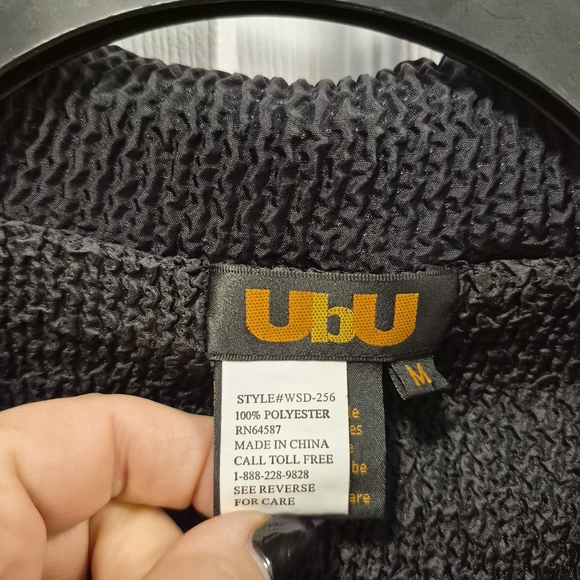 UbU
M
STYLE#WSD-256
100% POLYESTER
RN64587
MADE IN CHINA
CALL TOLL FREE
1-888-228-9828
SEE REVERSE
FOR CARE
be